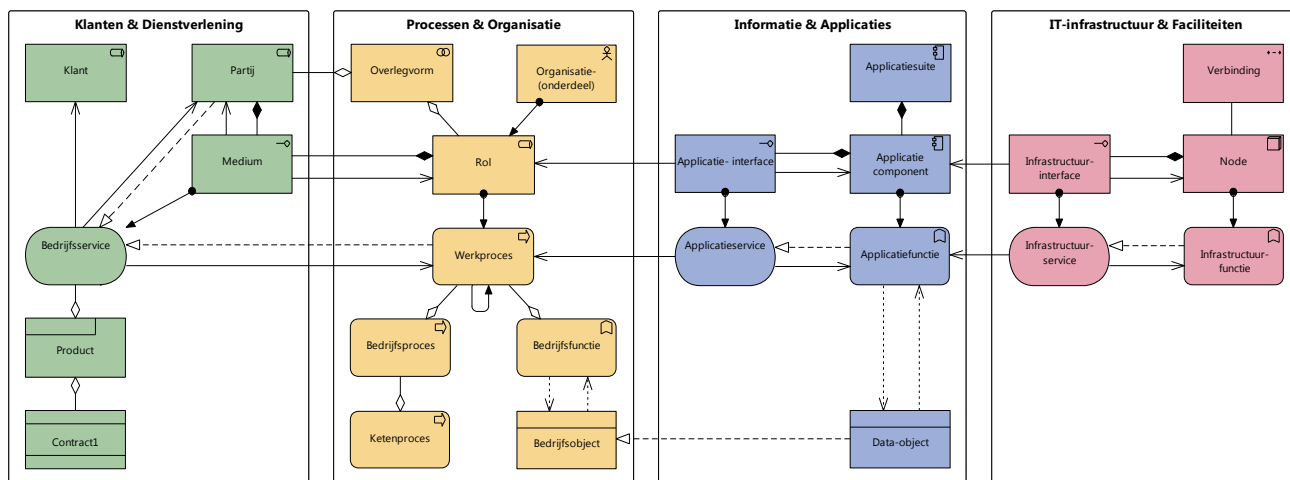 Klanten & Dienstverlening
Processen & Organisatie
Informatie & Applicaties
IT-infrastructuur & Faciliteiten
Klant
Partij
Overlegvorm
Organisatie-
(onderdeel)
Applicatiesuite
Verbinding
Medium
Rol
Applicatie- interface
Applicatie
component
Infrastructuur-
interface
Node
Bedrijfsservice
Werkproces
Applicatieservice
Applicatiefunctie
Infrastructuur-
service
Infrastructuur-
functie
Product
Bedrijfsproces
Bedrijfsfunctie
Contract1
Ketenproces
Bedrijfsobject
Data-object